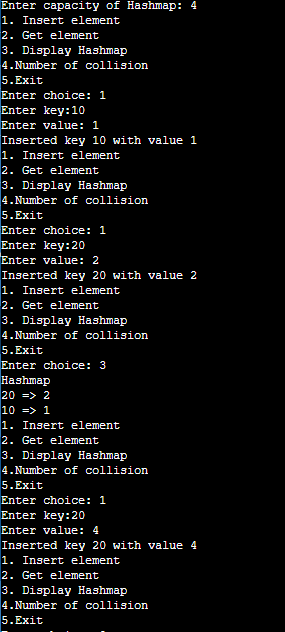 Enter capacity of Hashmap: 4
1. Insert element
2. Get element
3. Display Hashmap
4.Number of collision
5.Exit
Enter choice: 1
Enter key:10
Enter value: 1
Inserted key 10 with value 1
1. Insert element
2. Get element
3. Display Hashmap
4.Number of collision
5.Exit
Enter choice: 1
Enter key:20
Enter value: 2
Inserted key 20 with value 2
1. Insert element
2. Get element
3. Display Hashmap
4.Number of collision
5.Exit
Enter choice: 3
Hashmap
20 => 2
10 => 1
1. Insert element
2. Get element
3. Display Hashmap
4.Number of collision
5.Exit
Enter choice: 1
Enter key:20
Enter value: 4
Inserted key 20 with value 4
1. Insert element
2. Get element
3. Display Hashmap
4.Number of collision
5.Exit